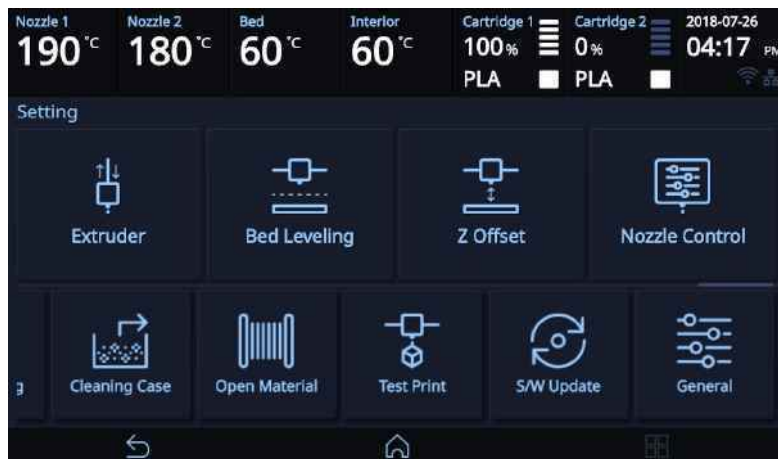 Nozzle 1 Nozzle 2 Bed Interior Cartridge 1 Cartridge 2 2018-07-26
190 °C 180 °C 60 °C 60 °C 100 % 0 % 04:17 PM
PLA PLA
Setting
Extruder Bed Leveling Z Offset Nozzle Control
g Cleaning Case Open Material Test Print S/W Update General